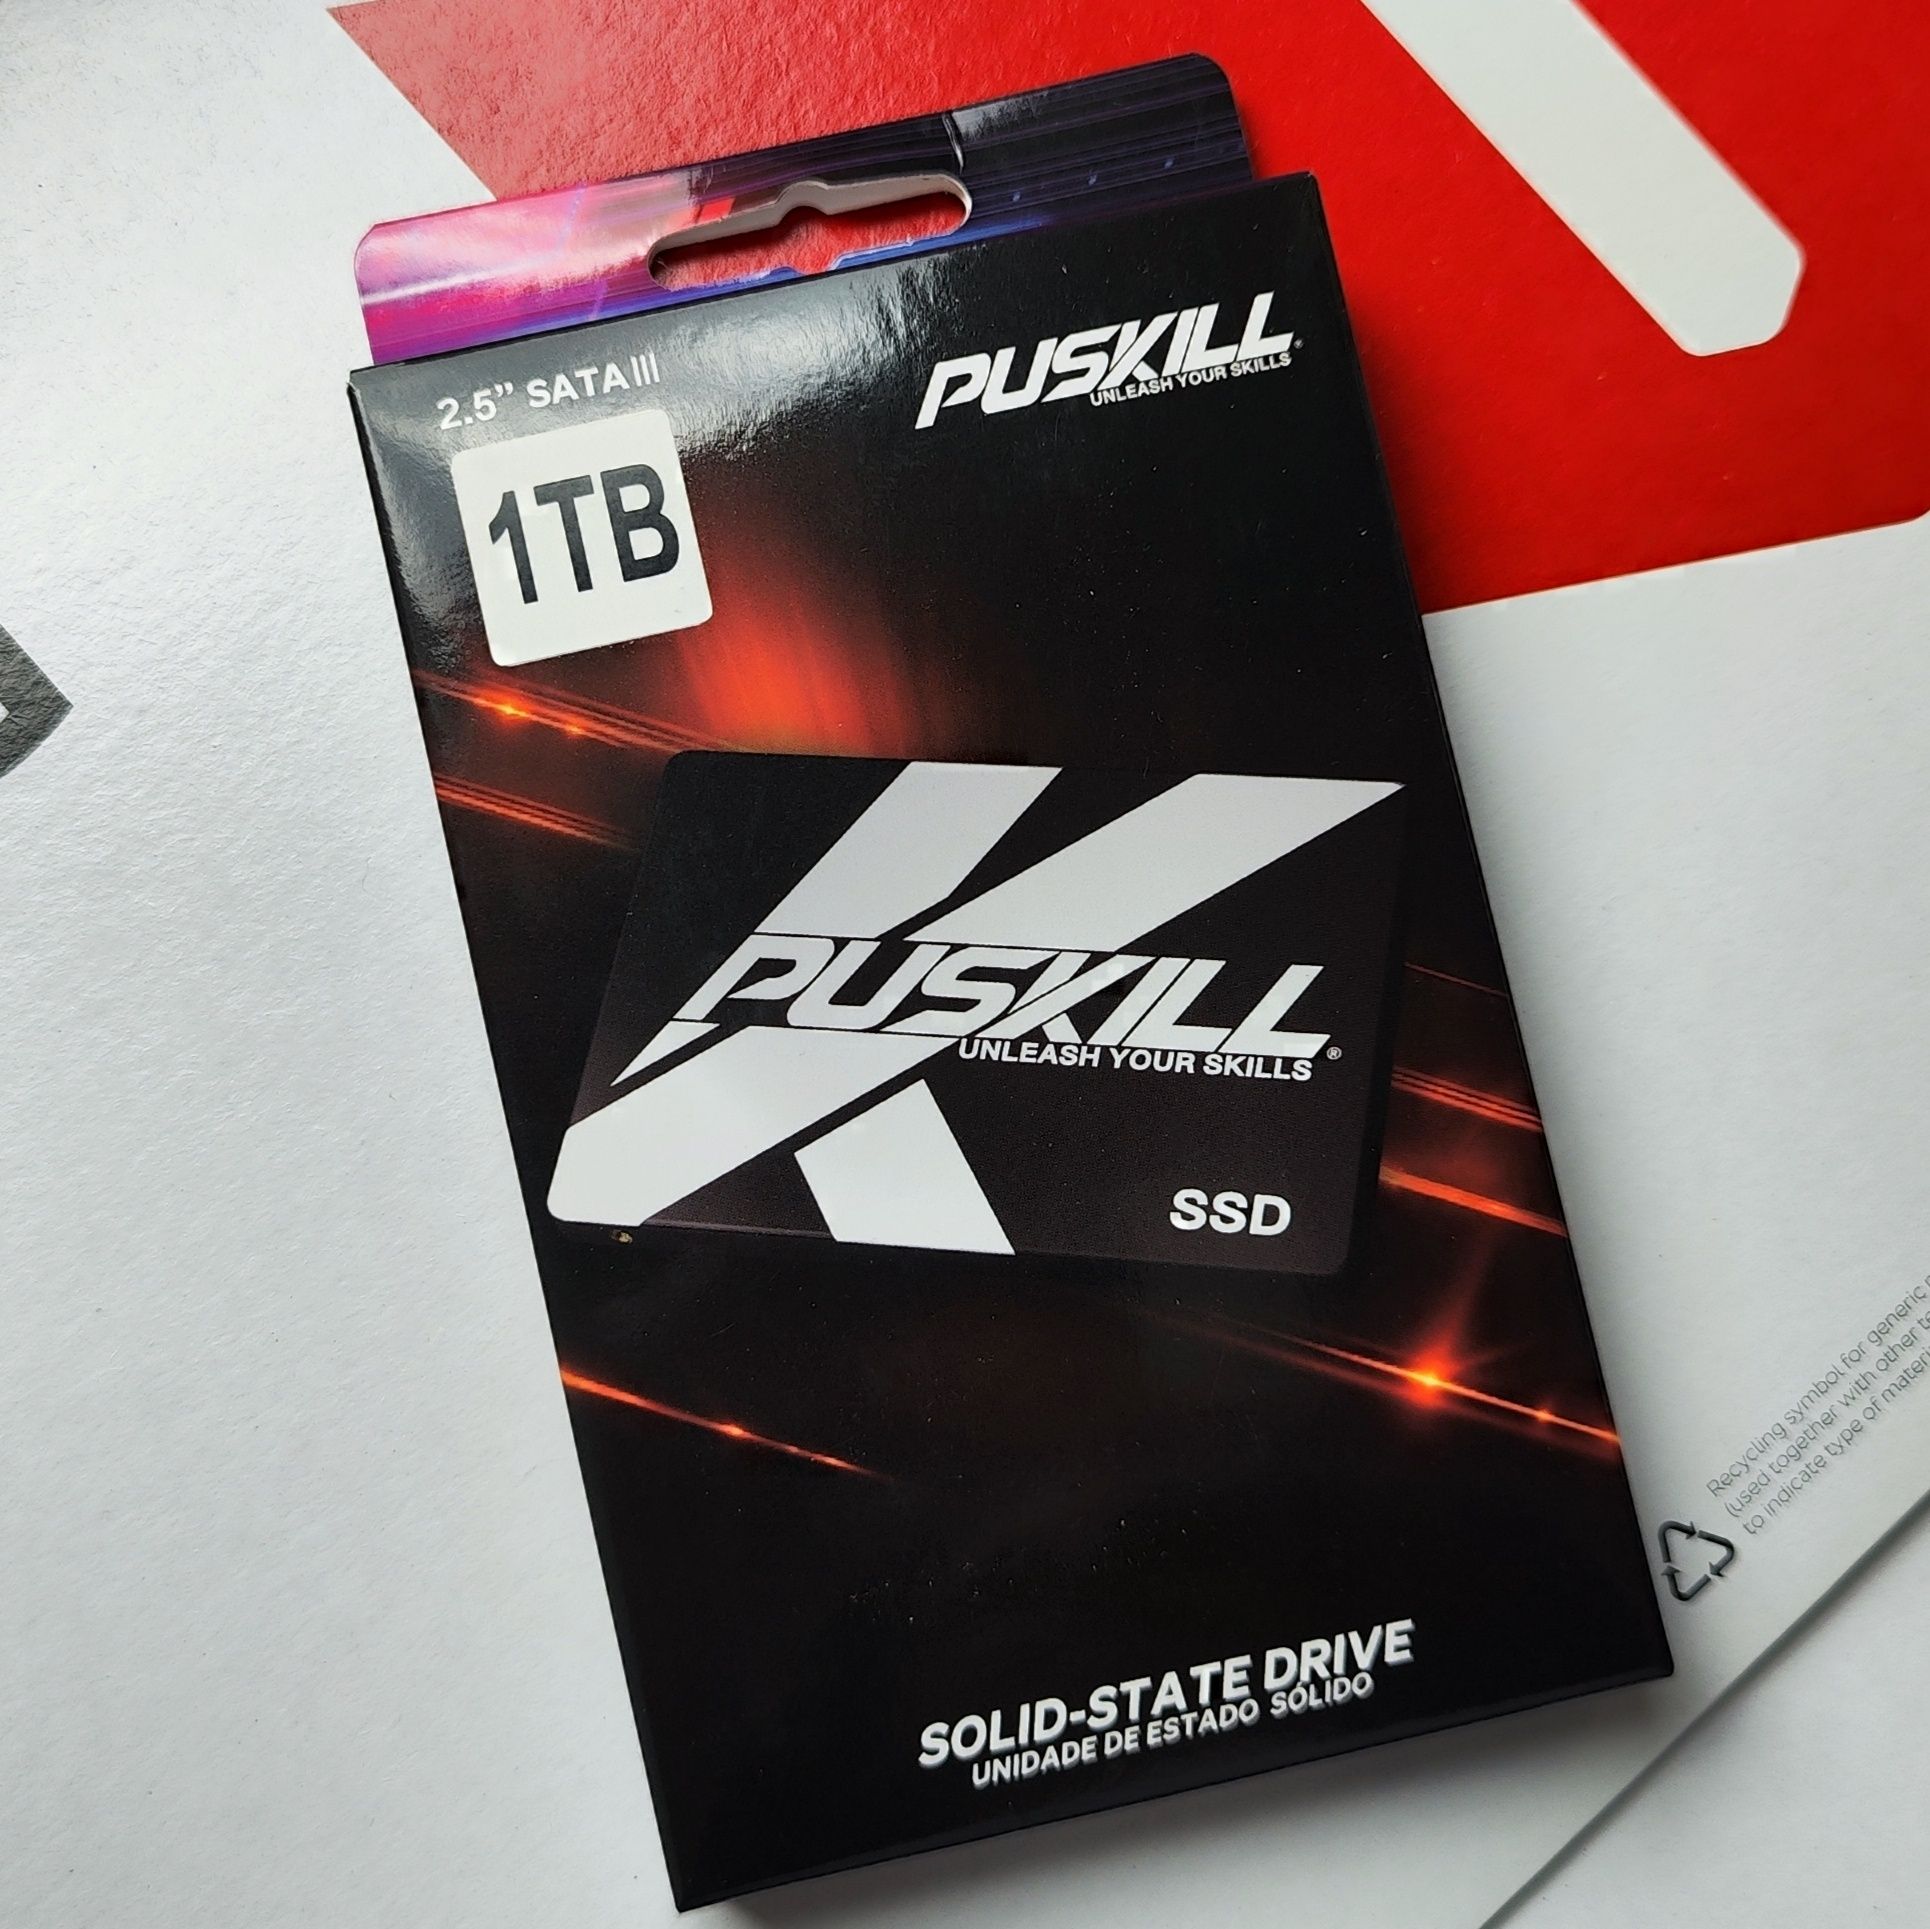 2.5” SATA III
PUSKILL®
UNLEASH YOUR SKILLS
1TB
PUSKILL
UNLEASH YOUR SKILLS®
SSD
SOLID-STATE DRIVE
UNIDADE DE ESTADO SÓLIDO
Recycling symbol for generic
(used together with other
to indicate type of